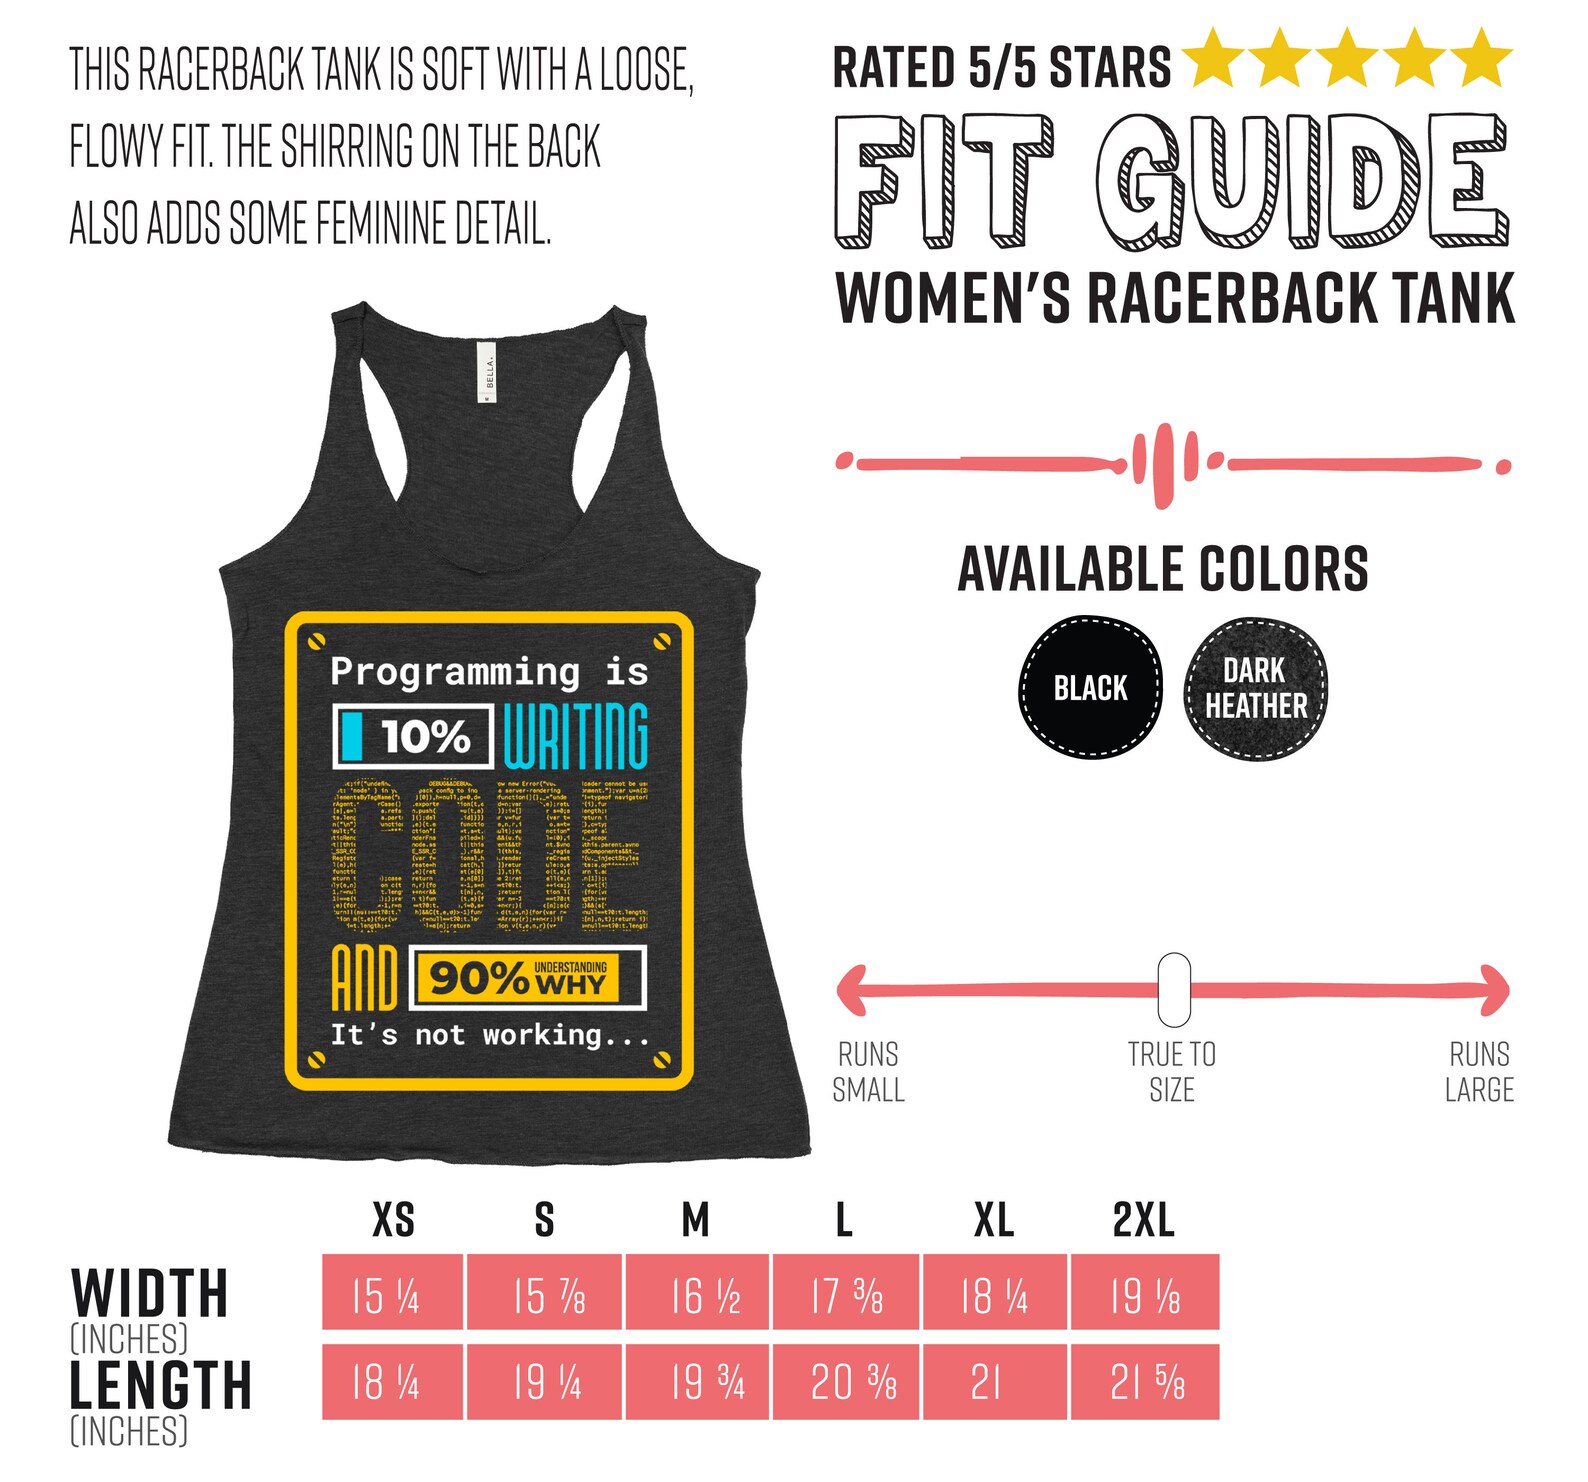 THIS RACERBACK TANK IS SOFT WITH A LOOSE,
FLOWY FIT. THE SHIRRING ON THE BACK
ALSO ADDS SOME FEMININE DETAIL.
RATED 5/5 STARS
FIT GUIDE
WOMEN'S RACERBACK TANK
BELLA.
M
Programming is
10% WRITING
CODE
AND 90% UNDERSTANDING WHY
It's not working...
AVAILABLE COLORS
BLACK
DARK
HEATHER
RUNS
SMALL
TRUE TO
SIZE
RUNS
LARGE
XS S M L XL 2XL
WIDTH 15 ¼ 15 ⅞ 16 ½ 17 ⅜ 18 ¼ 19 ⅛
(INCHES)
LENGTH 18 ¼ 19 ¼ 19 ¾ 20 ⅜ 21 21 ⅝
(INCHES)